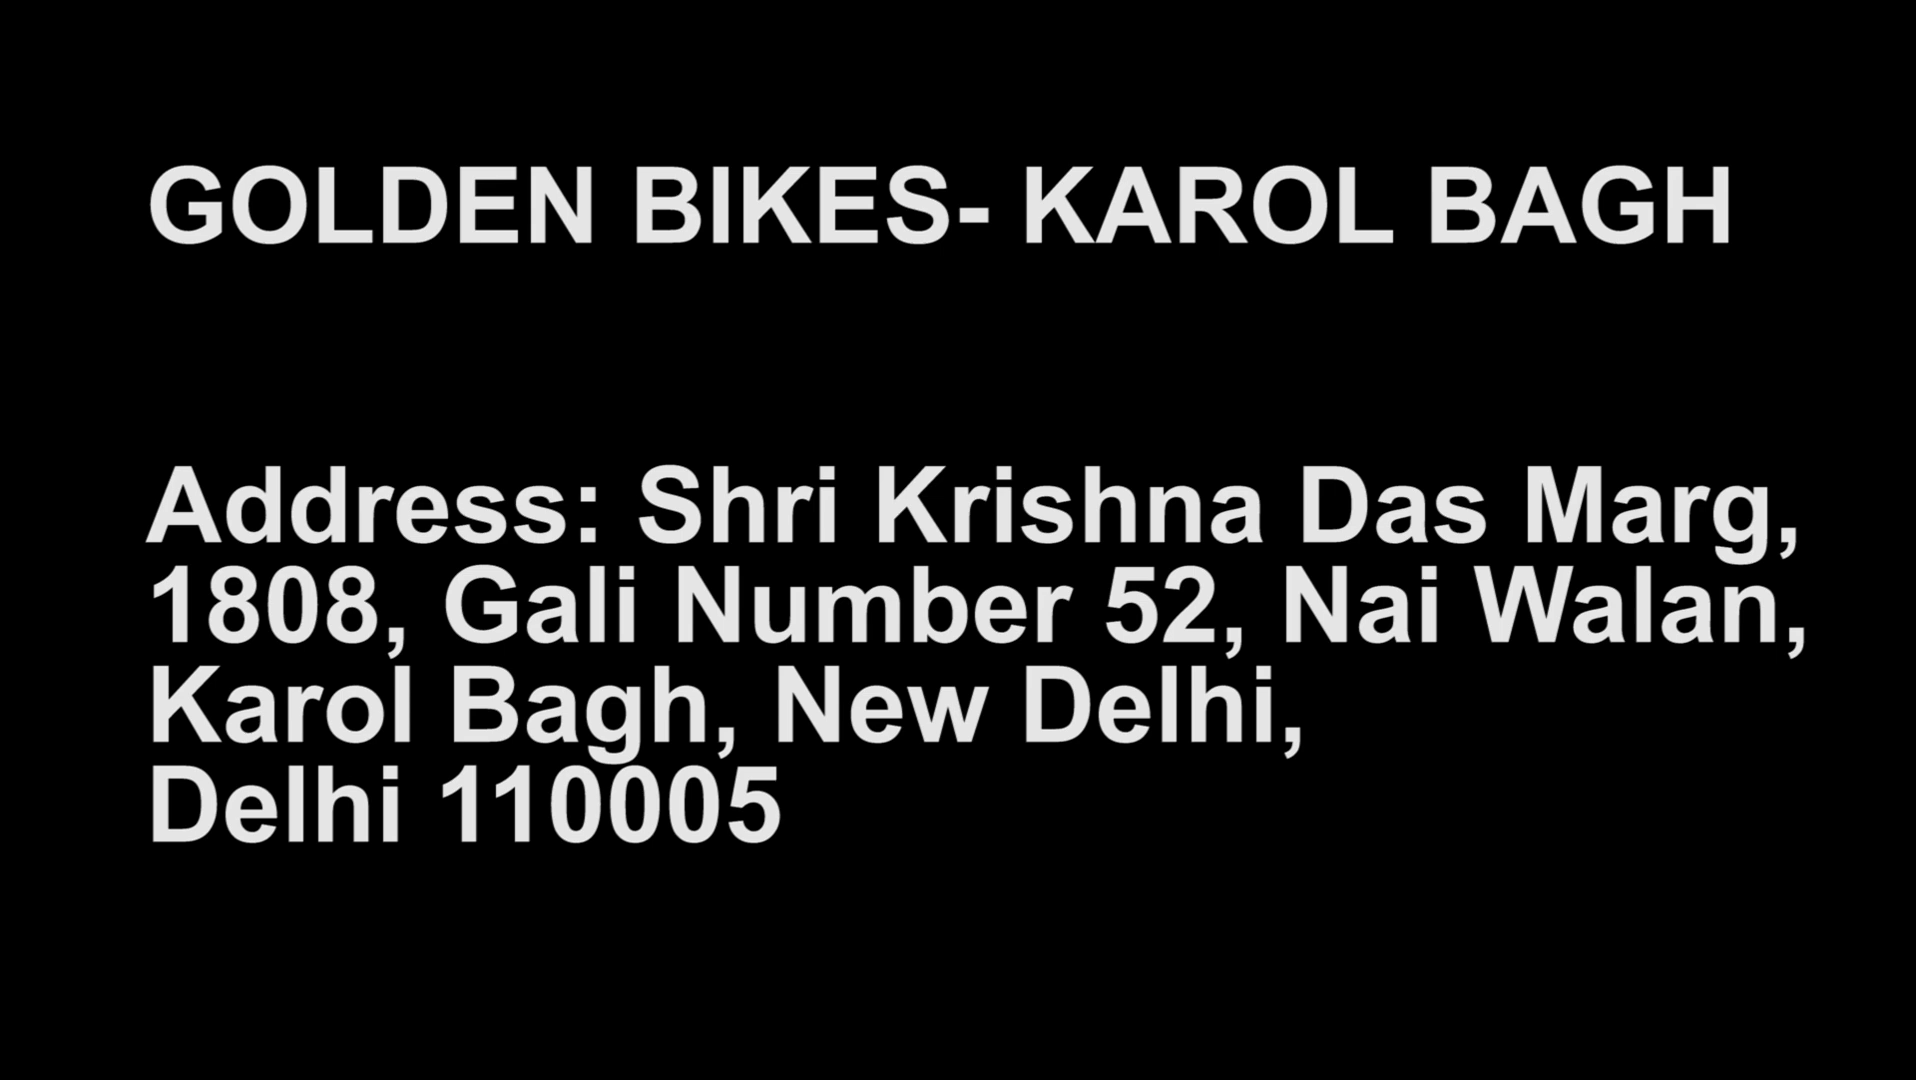 GOLDEN BIKES- KAROL BAGH
Address: Shri Krishna Das Marg,
1808, Gali Number 52, Nai Walan,
Karol Bagh, New Delhi,
Delhi 110005